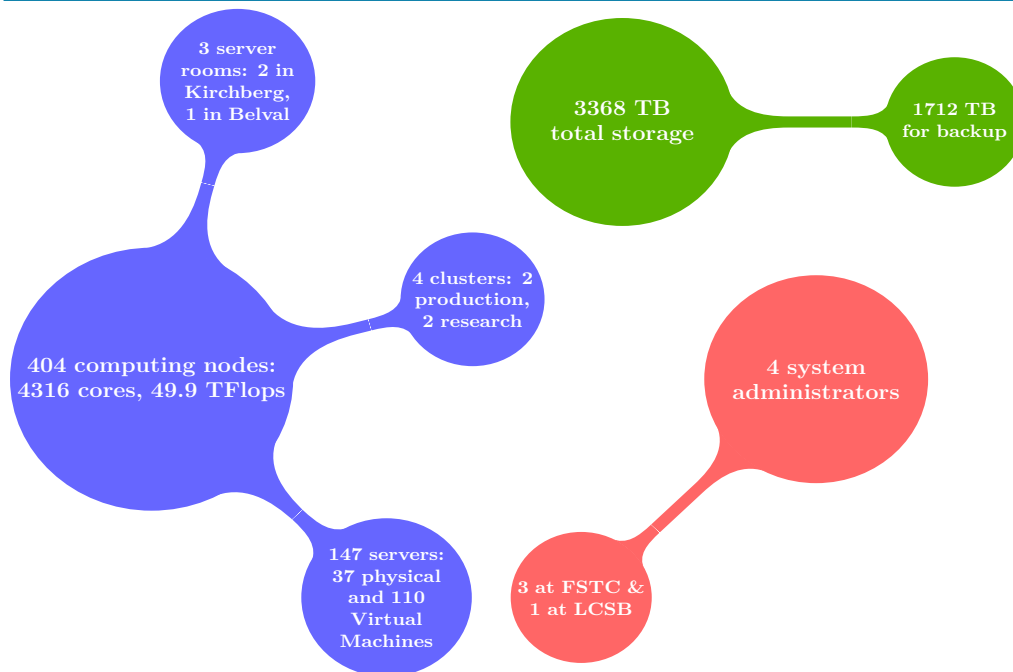 3 server
rooms: 2 in
Kirchberg,
1 in Belval
3368 TB
total storage
1712 TB
for backup
4 clusters: 2
production,
2 research
404 computing nodes:
4316 cores, 49.9 TFlops
4 system
administrators
147 servers:
37 physical
and 110
Virtual
Machines
3 at FSTC &
1 at LCSB